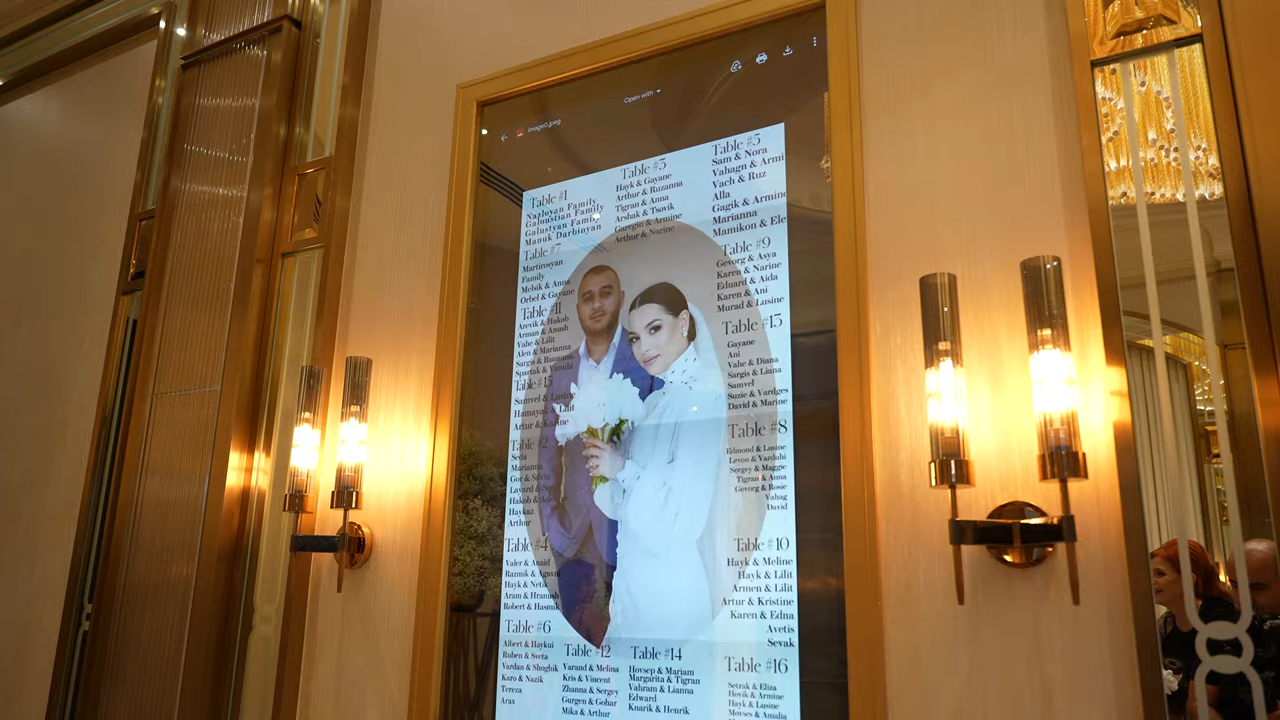 Open with
image0.jpeg
Table #1
Nazloyan Family
Galoustian Family
Galustyan Family
Manuk Darbinyan
Table #3
Hayk & Gayane
Arthur & Ruzanna
Tigran & Anna
Arshak & Tsovik
Garegin & Armine
Arthur & Narine
Table #5
Sam & Nora
Vahagn & Armi
Vach & Ruz
Alla
Gagik & Armine
Marianna
Mamikon & Ele
Table #7
Martirosyan
Family
Melsik & Anna
Orbel & Gayane
Table #9
Gevorg & Asya
Karen & Narine
Eduard & Aida
Karen & Ani
Murad & Lusine
Table #11
Arevik & Hakob
Arman & Anush
Vahe & Lilit
Alen & Marianna
Sargis & Ruzanna
Spartak & Vanuhi
Table #13
Gayane
Ani
Vahe & Diana
Sargis & Liana
Samvel
Suzie & Vardges
David & Marine
Table #15
Samvel & Lusine
Hamayak & Lilit
Artur & Karine
Table #8
Edmond & Lusine
Levon & Varduhi
Sergey & Maggie
Tigran & Anna
Gevorg & Rosie
Vahag
David
Table #2
Seda
Marianna
Gor & Silvia
Layard &
Hakob &
Haykaz
Arthur
Table #4
Valer & Anaid
Razmik & Agavni
Hayk & Netik
Aram & Hranush
Robert & Hasmik
Table #10
Hayk & Meline
Hayk & Lilit
Armen & Lilit
Artur & Kristine
Karen & Edna
Avetis
Sevak
Table #6
Albert & Haykui
Ruben & Sveta
Vardan & Shoghik
Karo & Nazik
Tereza
Arax
Table #12
Varand & Melina
Kris & Vincent
Zhanna & Sergey
Gurgen & Gohar
Mika & Arthur
Table #14
Hovsep & Mariam
Margarita & Tigran
Vahram & Lianna
Edward
Knarik & Henrik
Table #16
Setrak & Eliza
Hovik & Armine
Hayk & Lusine
Movses & Amalia